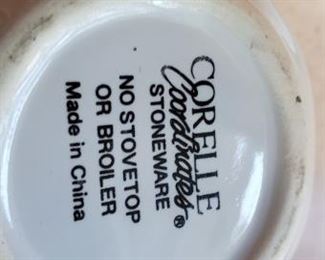 CORELLE
Coordinates®
STONEWARE
NO STOVETOP
OR BROILER
Made in China